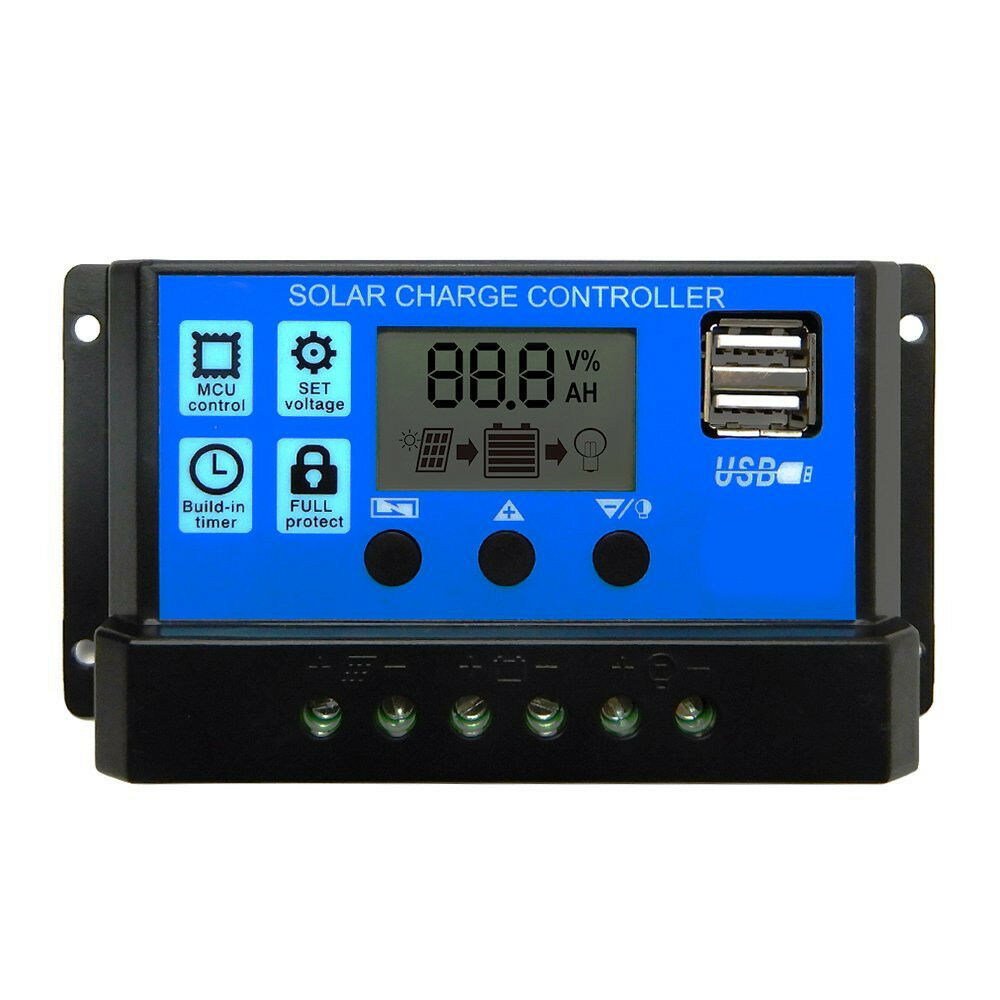 SOLAR CHARGE CONTROLLER
MCU
control
SET
voltage
88.8 V%
AH
Build-in
timer
FULL
protect
USB
+ - + - + -